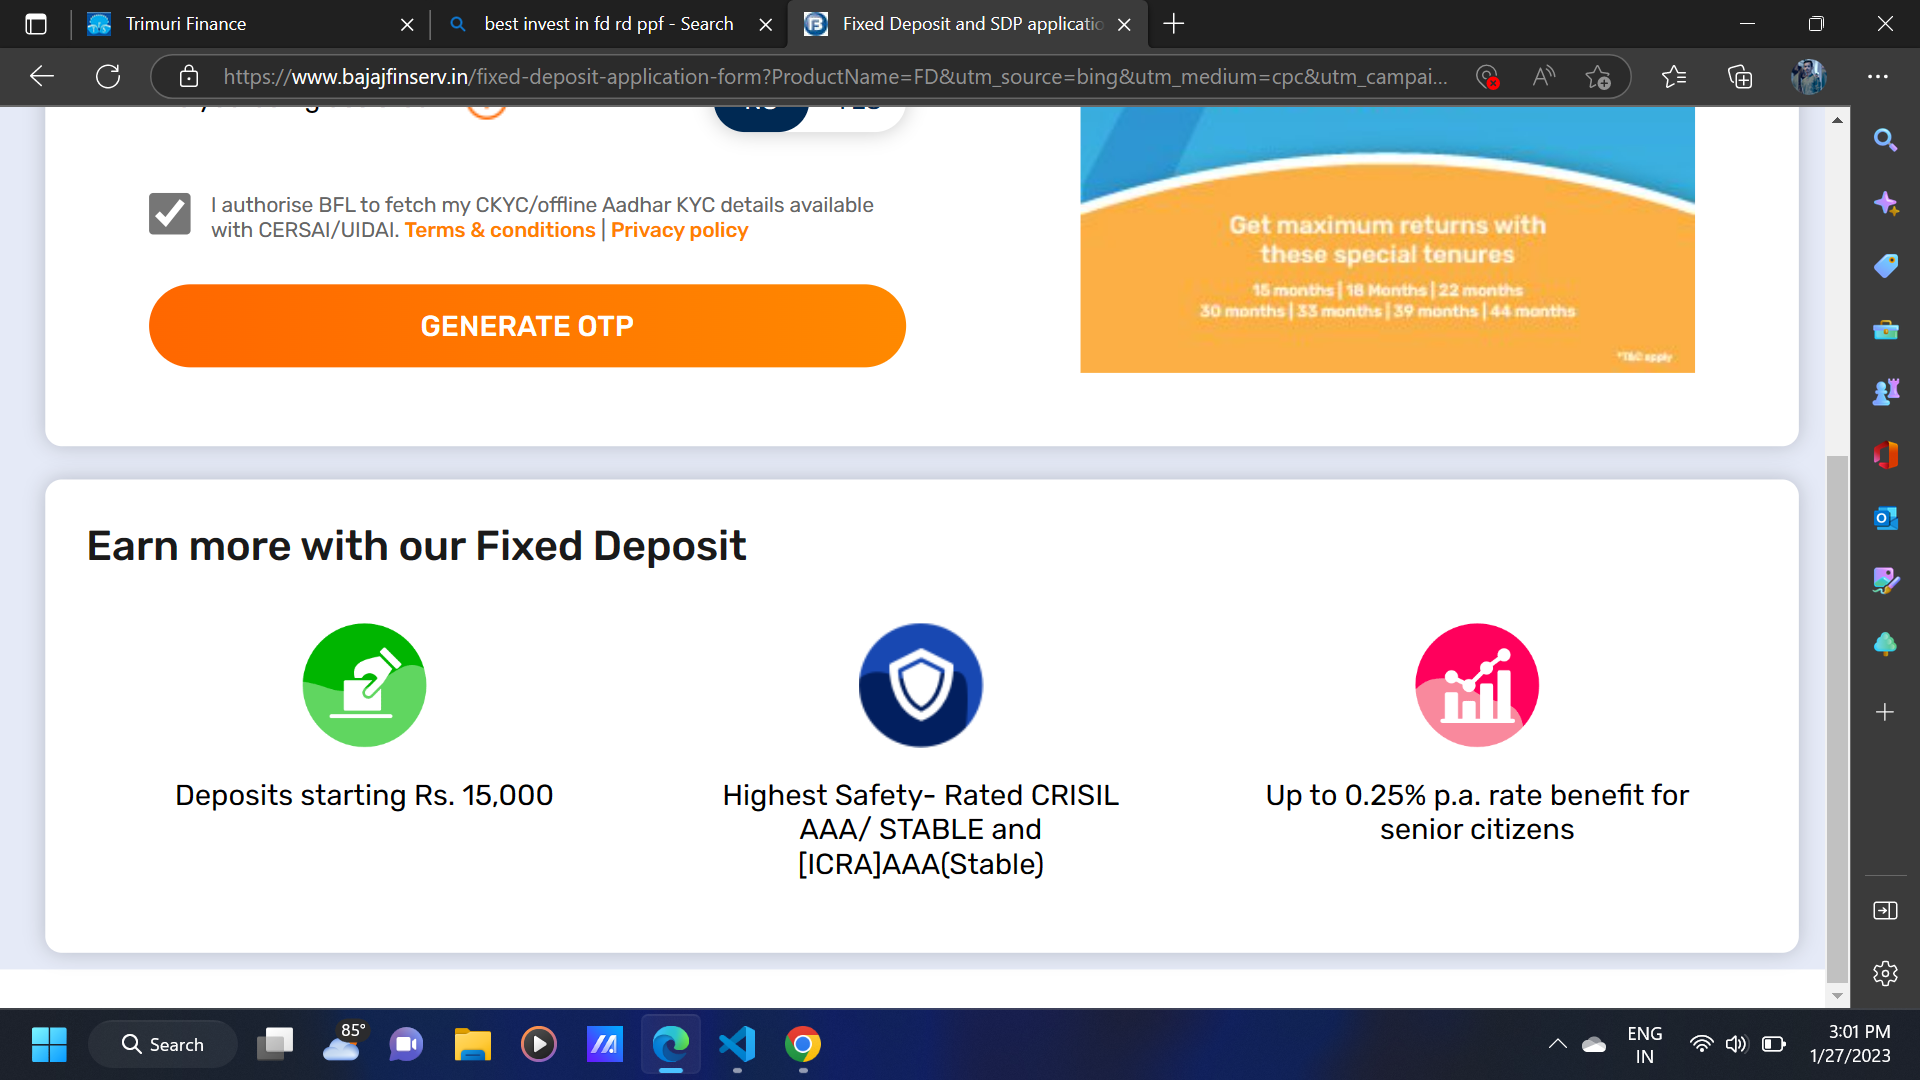 Trimuri Finance
best invest in fd rd ppf - Search
Fixed Deposit and SDP applicatio
https://www.bajajfinserv.in/fixed-deposit-application-form?ProductName=FD&utm_source=bing&utm_medium=cpc&utm_campai...
I authorise BFL to fetch my CKYC/offline Aadhar KYC details available
with CERSAI/UIDAI. Terms & conditions | Privacy policy
GENERATE OTP
Get maximum returns with
these special tenures
15 months | 18 Months | 22 months
30 months | 33 months | 39 months | 44 months
*T&C apply
Earn more with our Fixed Deposit
Deposits starting Rs. 15,000
Highest Safety- Rated CRISIL
AAA/ STABLE and
[ICRA]AAA(Stable)
Up to 0.25% p.a. rate benefit for
senior citizens
Search
85°
ENG
IN
3:01 PM
1/27/2023